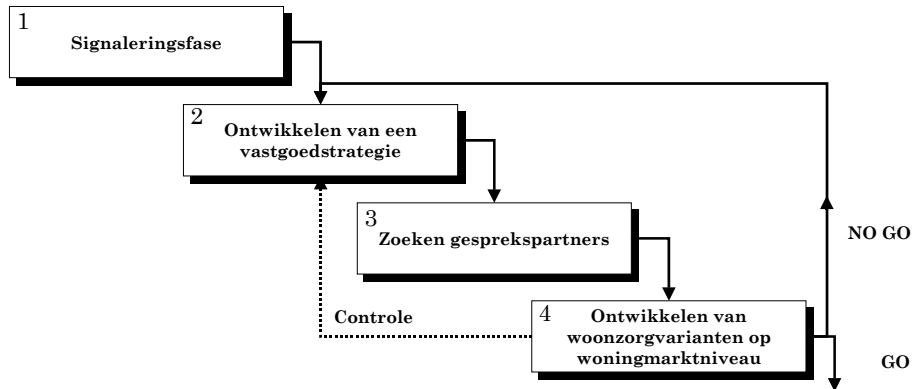 1
Signaleringsfase
2
Ontwikkelen van een
vastgoedstrategie
3
Zoeken gesprekspartners
NO GO
Controle
4
Ontwikkelen van
woonzorgvarianten op
woningmarktniveau
GO